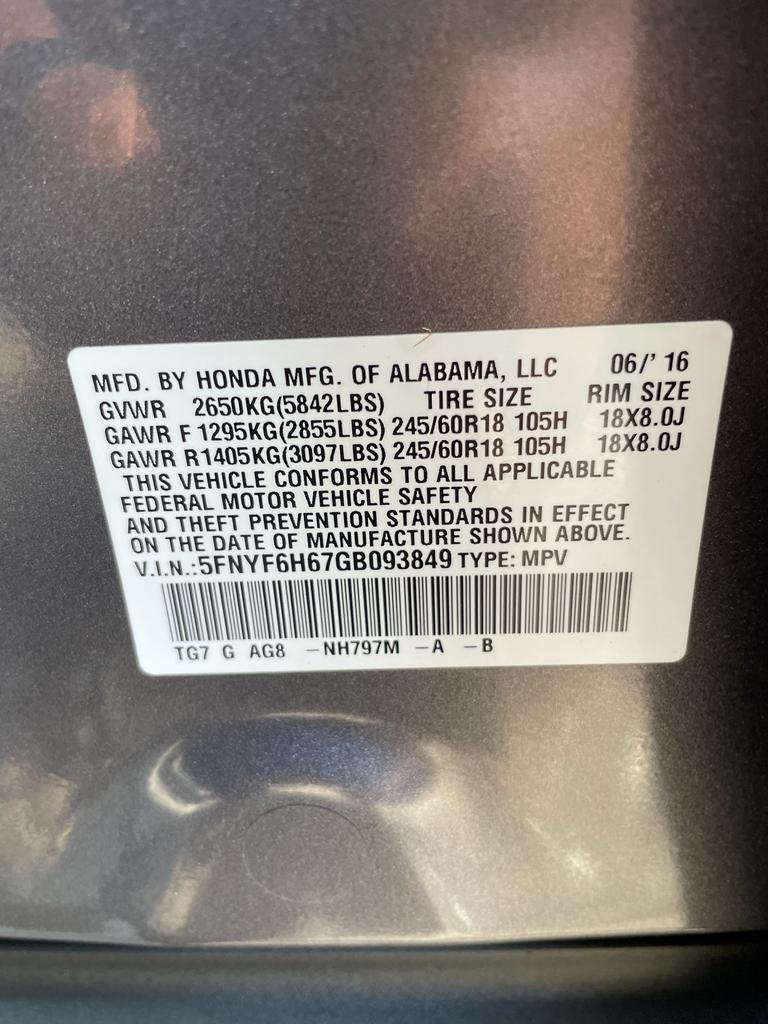 MFD. BY HONDA MFG. OF ALABAMA, LLC 06/' 16
GVWR 2650KG(5842LBS) TIRE SIZE RIM SIZE
GAWR F 1295KG(2855LBS) 245/60R18 105H 18X8.0J
GAWR R1405KG(3097LBS) 245/60R18 105H 18X8.0J
THIS VEHICLE CONFORMS TO ALL APPLICABLE
FEDERAL MOTOR VEHICLE SAFETY
AND THEFT PREVENTION STANDARDS IN EFFECT
ON THE DATE OF MANUFACTURE SHOWN ABOVE.
V.I.N.:5FNYF6H67GB093849 TYPE: MPV
TG7 G AG8 –NH797M –A –B